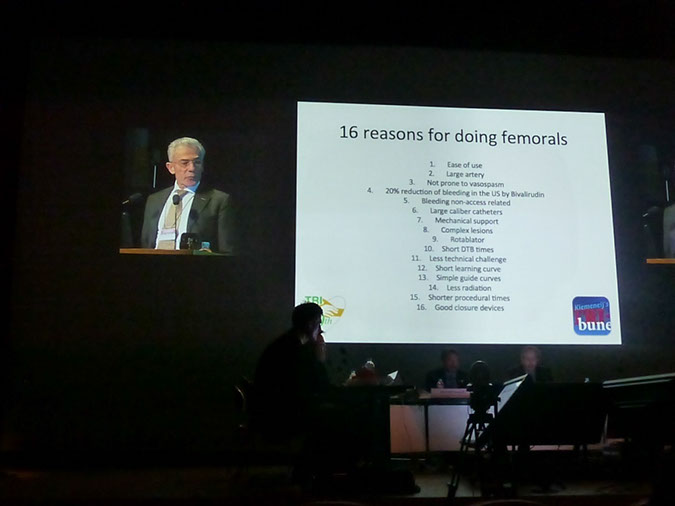 16 reasons for doing femorals
1. Ease of use
2. Large artery
3. Not prone to vasospasm
4. 20% reduction of bleeding in the US by Bivalirudin
5. Bleeding non-access related
6. Large caliber catheters
7. Mechanical support
8. Complex lesions
9. Rotablator
10. Short DTB times
11. Less technical challenge
12. Short learning curve
13. Simple guide curves
14. Less radiation
15. Shorter procedural times
16. Good closure devices
TRI
Kiemeneij's
bune